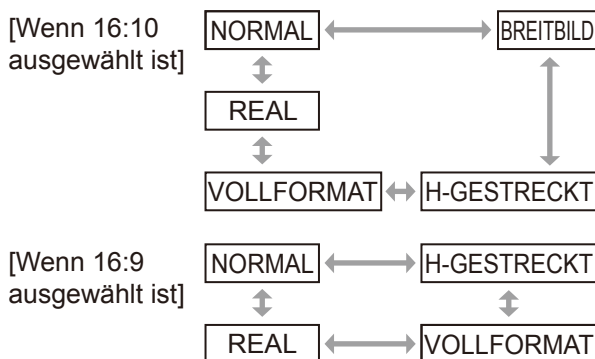 [Wenn 16:10
ausgewählt ist]
NORMAL
BREITBILD
REAL
VOLLFORMAT
H-GESTRECKT
[Wenn 16:9
ausgewählt ist]
NORMAL
H-GESTRECKT
REAL
VOLLFORMAT